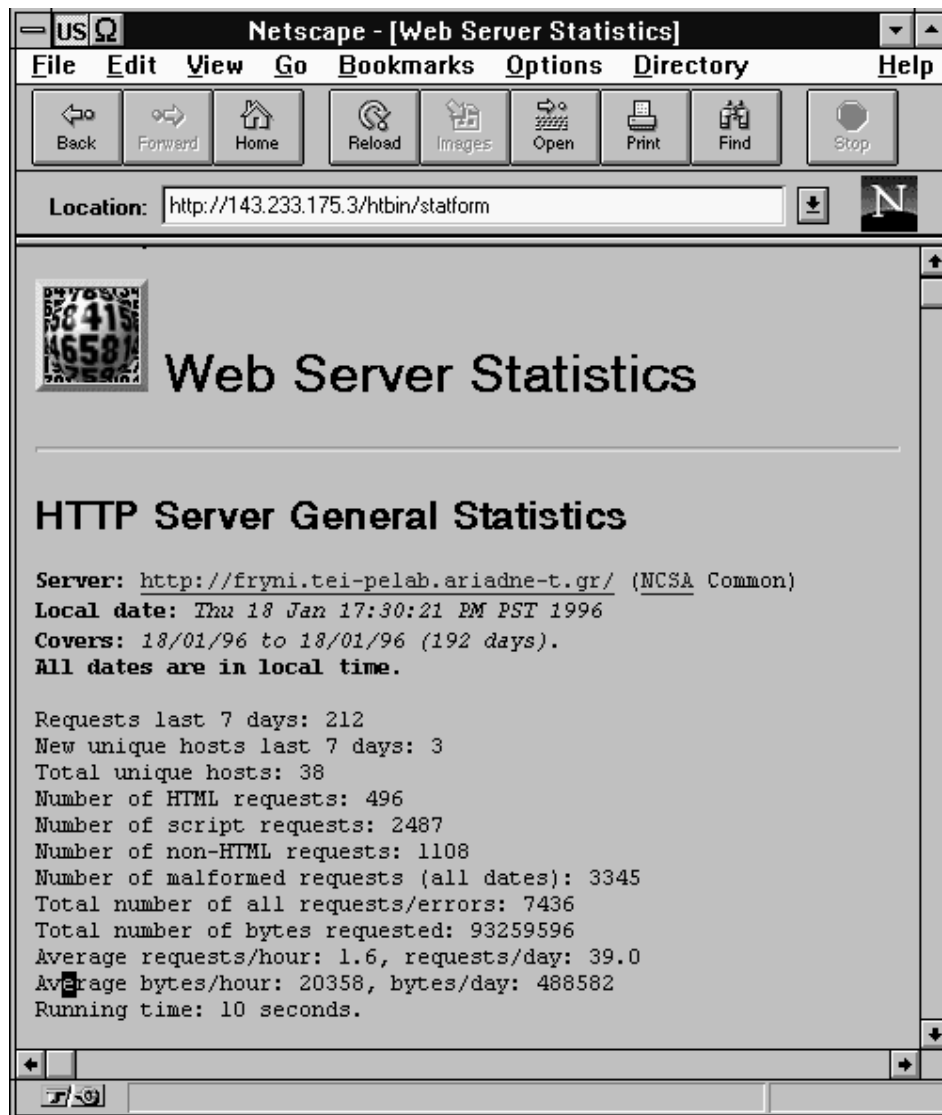 US Ω Netscape - [Web Server Statistics]
File Edit View Go Bookmarks Options Directory Help
Back Forward Home Reload Images Open Print Find Stop
Location: http://143.233.175.3/htbin/statform N
Web Server Statistics
HTTP Server General Statistics
Server: http://fryni.tei-pelab.ariadne-t.gr/ (NCSA Common)
Local date: Thu 18 Jan 17:30:21 PM PST 1996
Covers: 18/01/96 to 18/01/96 (192 days).
All dates are in local time.
Requests last 7 days: 212
New unique hosts last 7 days: 3
Total unique hosts: 38
Number of HTML requests: 496
Number of script requests: 2487
Number of non-HTML requests: 1108
Number of malformed requests (all dates): 3345
Total number of all requests/errors: 7436
Total number of bytes requested: 93259596
Average requests/hour: 1.6, requests/day: 39.0
Average bytes/hour: 20358, bytes/day: 488582
Running time: 10 seconds.